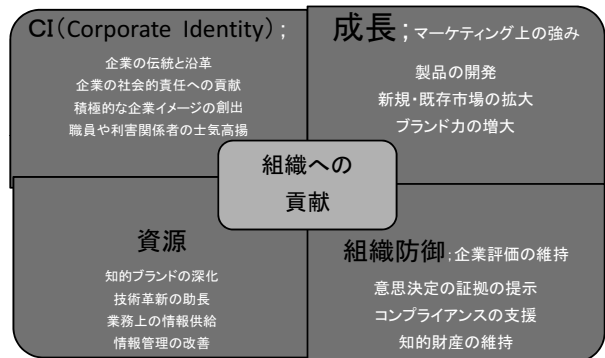 CI(Corporate Identity);
企業の伝統と沿革
企業の社会的責任への貢献
積極的な企業イメージの創出
職員や利害関係者の士気高揚
成長;マーケティング上の強み
製品の開発
新規・既存市場の拡大
ブランド力の増大
組織への
貢献
資源
知的ブランドの深化
技術革新の助長
業務上の情報供給
情報管理の改善
組織防御;企業評価の維持
意思決定の証拠の提示
コンプライアンスの支援
知的財産の維持